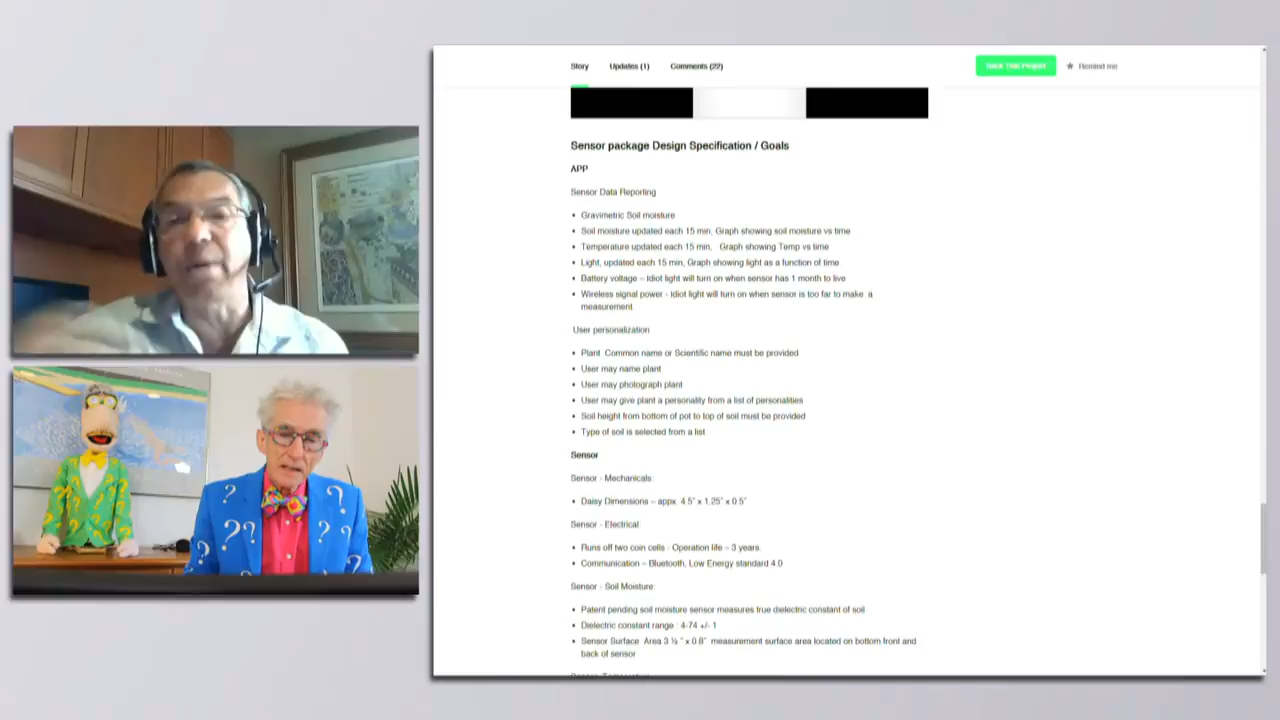 Story Updates (1) Comments (22) Back This Project Remind me
Sensor package Design Specification / Goals
APP
Sensor Data Reporting
Gravimetric Soil moisture
Soil moisture updated each 15 min, Graph showing soil moisture vs time
Temperature updated each 15 min, Graph showing Temp vs time
Light, updated each 15 min, Graph showing light as a function of time
Battery voltage – Idiot light will turn on when sensor has 1 month to live
Wireless signal power - Idiot light will turn on when sensor is too far to make a
measurement
User personalization
Plant Common name or Scientific name must be provided
User may name plant
User may photograph plant
User may give plant a personality from a list of personalities
Soil height from bottom of pot to top of soil must be provided
Type of soil is selected from a list
Sensor
Sensor - Mechanicals:
Daisy Dimensions – appx 4.5" x 1.25" x 0.5"
Sensor - Electrical:
Runs off two coin cells - Operation life – 3 years.
Communication – Bluetooth, Low Energy standard 4.0
Sensor - Soil Moisture:
Patent pending soil moisture sensor measures true dielectric constant of soil
Dielectric constant range : 4-74 +/- 1
Sensor Surface Area 3 ½ " x 0.8" measurement surface area located on bottom front and
back of sensor